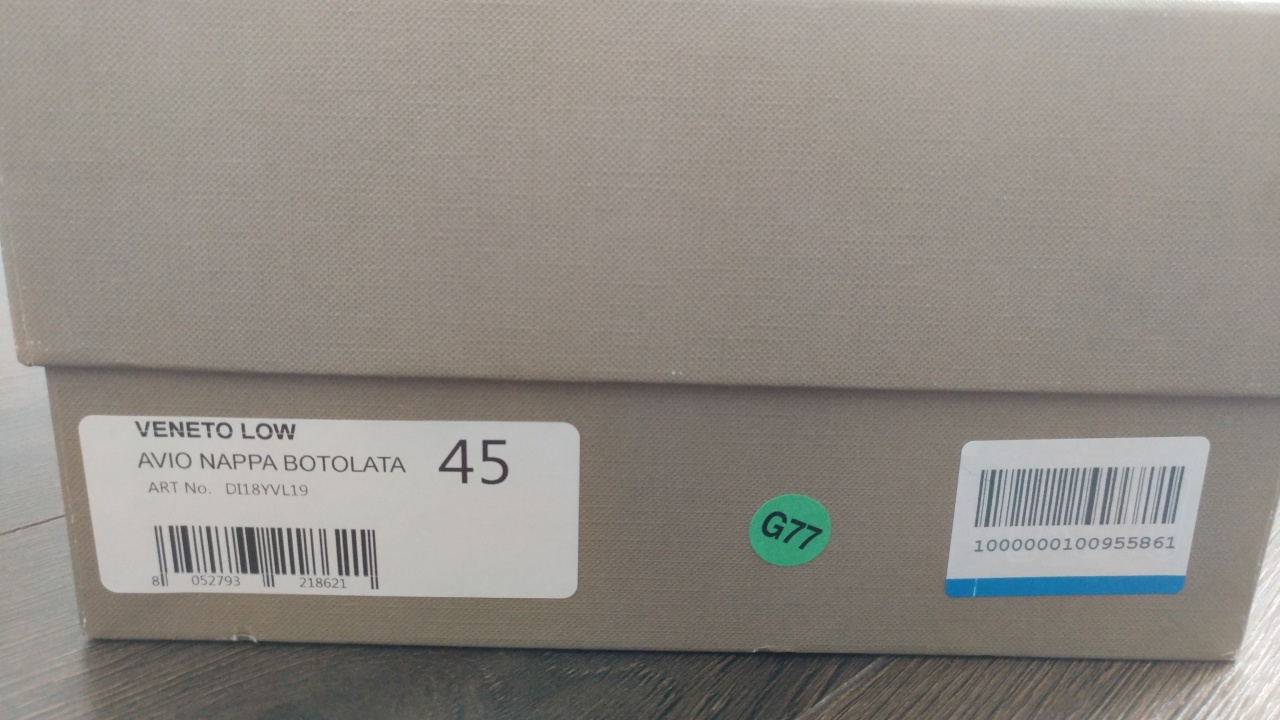 VENETO LOW
AVIO NAPPA BOTOLATA
45
ART No. DI18YVL19
8 052793 218621
G77
1000000100955861